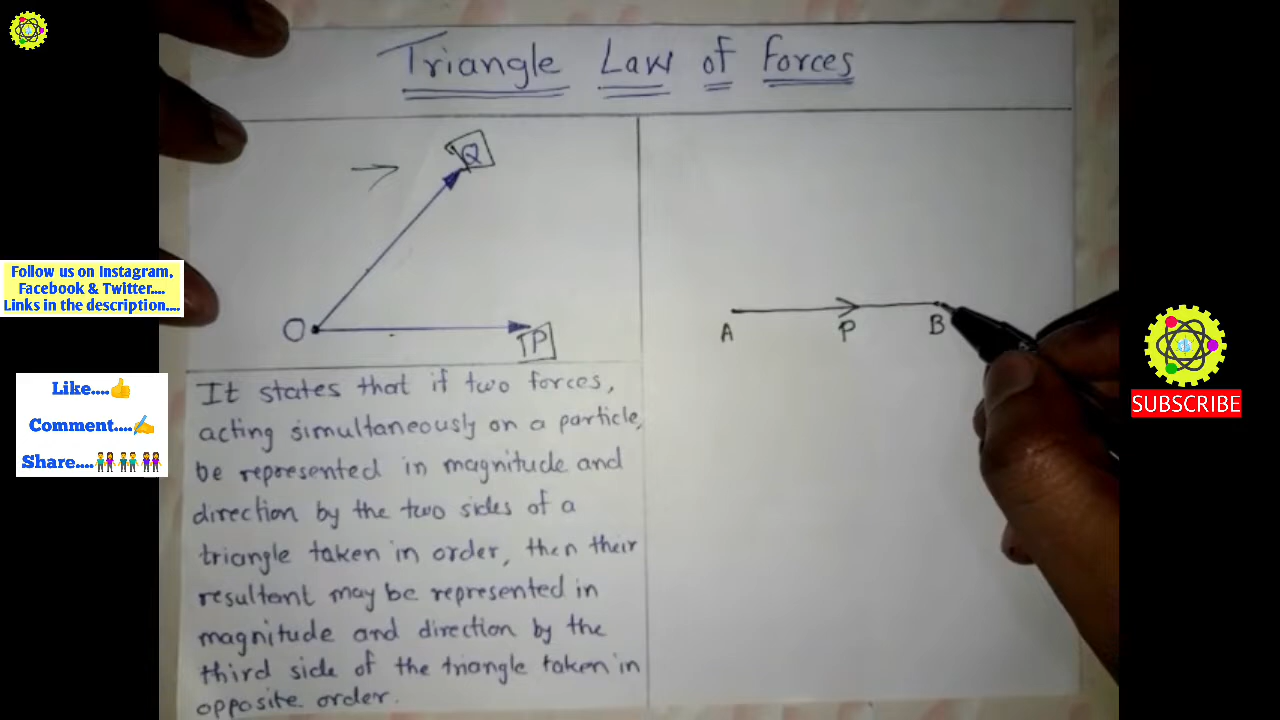 Triangle Law of Forces
Q
O
P
A
P
B
It states that if two forces,
acting simultaneously on a particle,
be represented in magnitude and
direction by the two sides of a
triangle taken in order, then their
resultant may be represented in
magnitude and direction by the
third side of the triangle taken in
opposite order.
Follow us on Instagram,
Facebook & Twitter....
Links in the description....
Like....👍
Comment....✍
Share....👫👬👭
SUBSCRIBE